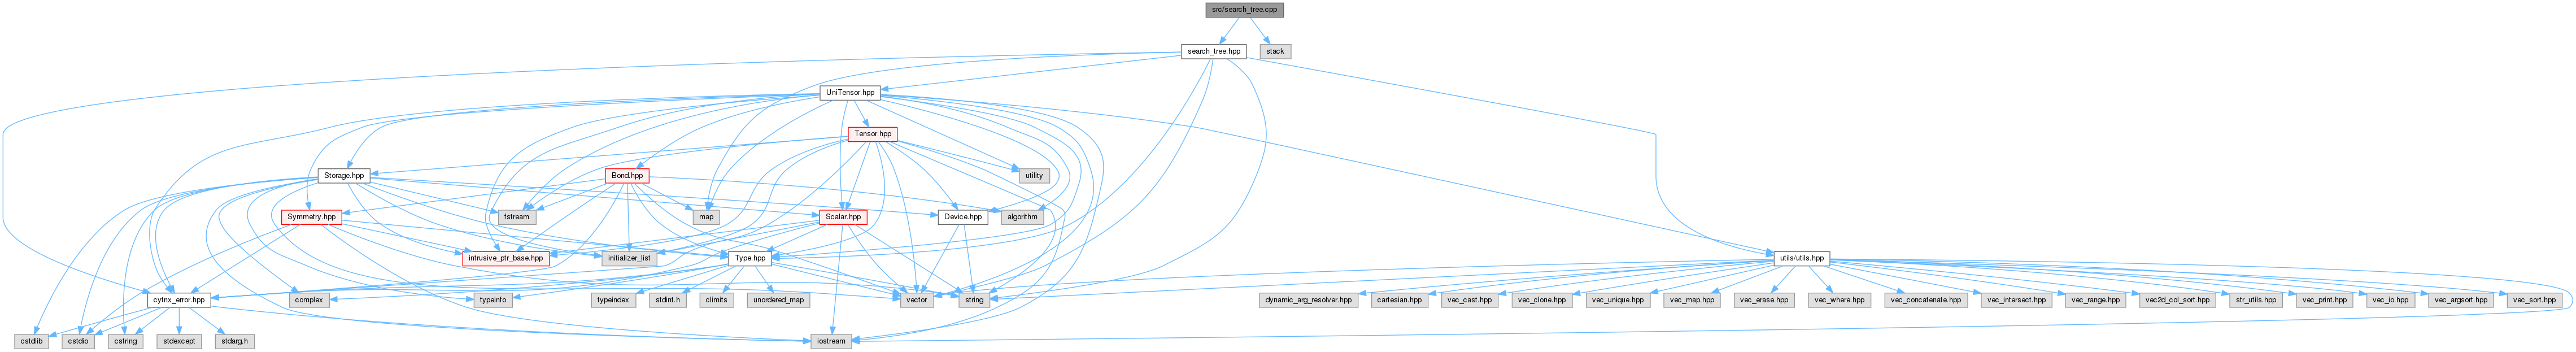 src/search_tree.cpp
search_tree.hpp
stack
UniTensor.hpp
Tensor.hpp
Storage.hpp
Bond.hpp
utility
Symmetry.hpp
fstream
map
Scalar.hpp
Device.hpp
algorithm
intrusive_ptr_base.hpp
initializer_list
Type.hpp
utils/utils.hpp
cytnx_error.hpp
complex
typeinfo
typeindex
stdint.h
climits
unordered_map
vector
string
dynamic_arg_resolver.hpp
cartesian.hpp
vec_cast.hpp
vec_clone.hpp
vec_unique.hpp
vec_map.hpp
vec_erase.hpp
vec_where.hpp
vec_concatenate.hpp
vec_intersect.hpp
vec_range.hpp
vec2d_col_sort.hpp
str_utils.hpp
vec_print.hpp
vec_io.hpp
vec_argsort.hpp
vec_sort.hpp
cstdlib
cstdio
cstring
stdexcept
stdarg.h
iostream